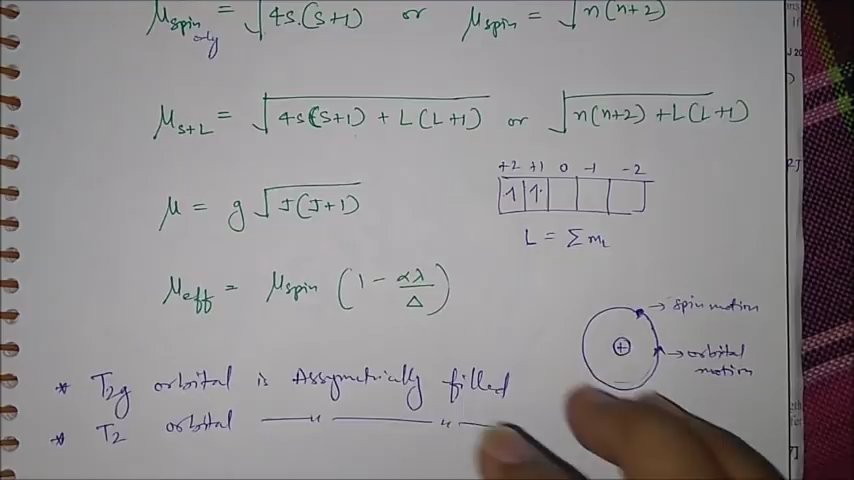 μspin only = √4s.(s+1) or μspin = √n(n+2)
μS+L = √4s(s+1) + L(L+1) or √n(n+2) + L(L+1)
+2 +1 0 -1 -2
1 1
μ = g √J(J+1)
L = Σ mL
μeff = μspin (1 - αλ/Δ)
→ spin motion
+
→ orbital motion
* T2g orbital is Assymetrically filled
* T2 orbital —— " —— " ——